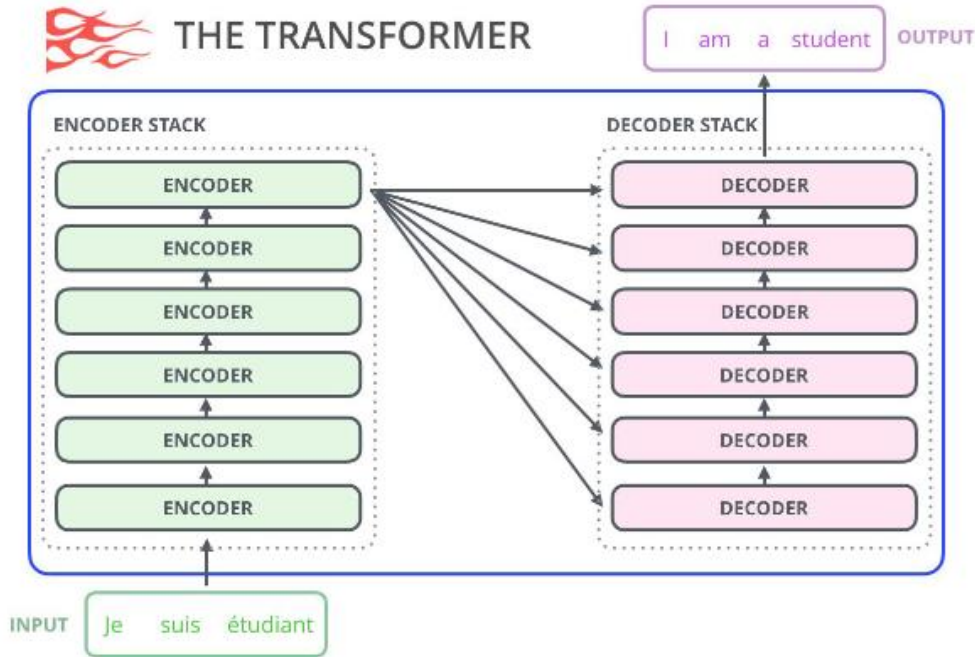 THE TRANSFORMER
I am a student OUTPUT
ENCODER STACK
ENCODER
ENCODER
ENCODER
ENCODER
ENCODER
ENCODER
DECODER STACK
DECODER
DECODER
DECODER
DECODER
DECODER
DECODER
INPUT Je suis étudiant